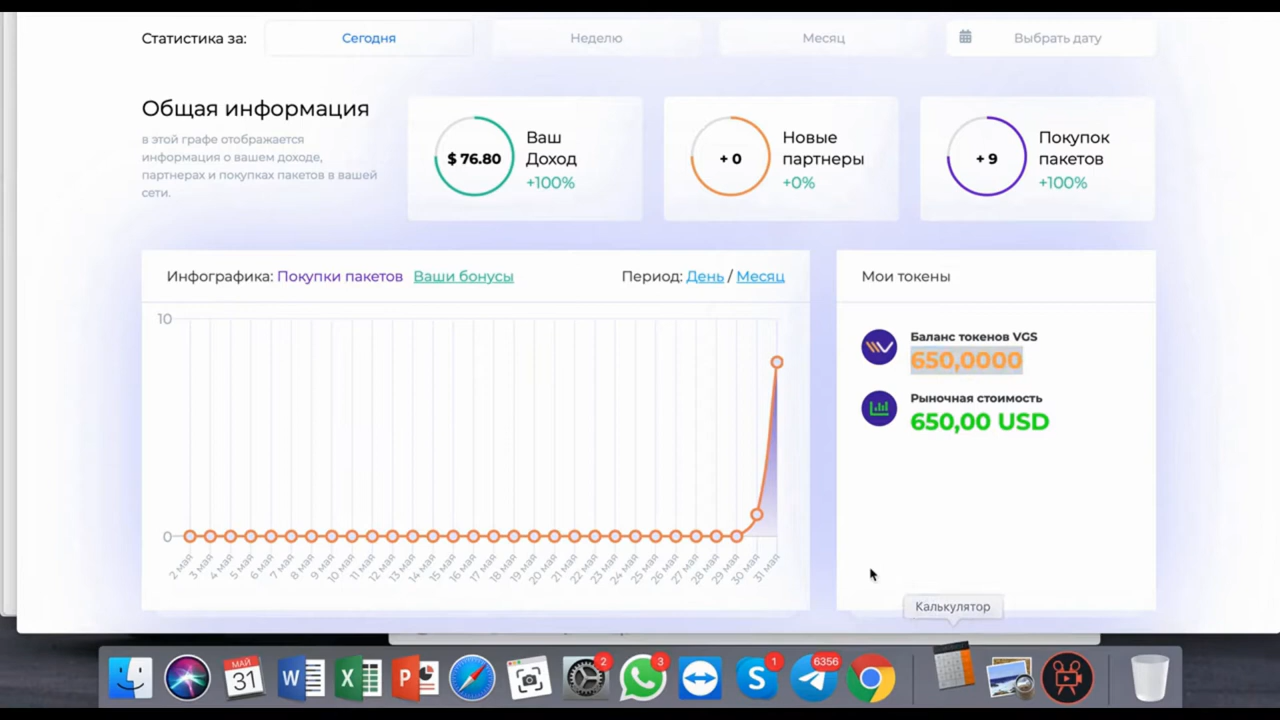 Статистика за:
Сегодня
Неделю
Месяц
Выбрать дату
Общая информация
в этой графе отображается
информация о вашем доходе,
партнерах и покупках пакетов в вашей
сети.
$ 76.80
Ваш
Доход
+100%
+ 0
Новые
партнеры
+0%
+ 9
Покупок
пакетов
+100%
Инфографика: Покупки пакетов Ваши бонусы
Период: День / Месяц
10
0
2 мая
3 мая
4 мая
5 мая
6 мая
7 мая
8 мая
9 мая
10 мая
11 мая
12 мая
13 мая
14 мая
15 мая
16 мая
17 мая
18 мая
19 мая
20 мая
21 мая
22 мая
23 мая
24 мая
25 мая
26 мая
27 мая
28 мая
29 мая
30 мая
31 мая
Мои токены
Баланс токенов VGS
650,0000
Рыночная стоимость
650,00 USD
Калькулятор
МАЙ
31
W
X
P
2
3
S
1
6356